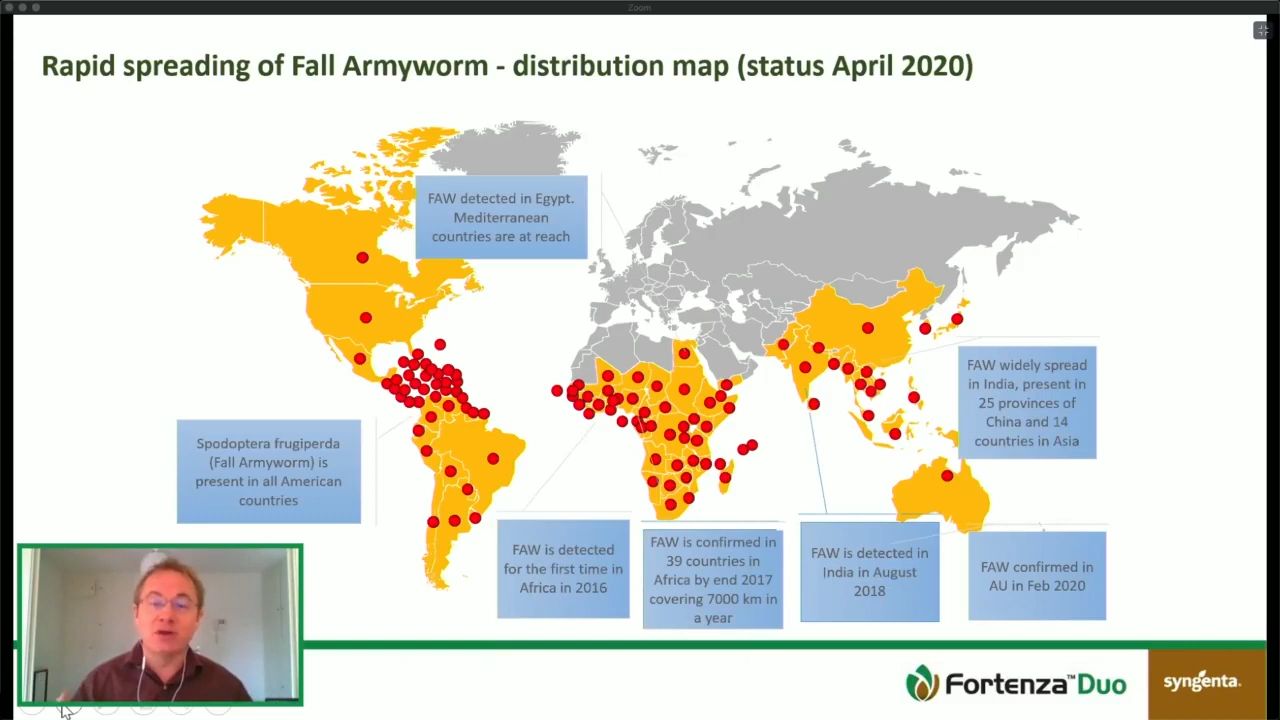 Zoom
Rapid spreading of Fall Armyworm - distribution map (status April 2020)
FAW detected in Egypt.
Mediterranean
countries are at reach
FAW widely spread
in India, present in
25 provinces of
China and 14
countries in Asia
Spodoptera frugiperda
(Fall Armyworm) is
present in all American
countries
FAW is detected
for the first time in
Africa in 2016
FAW is confirmed in
39 countries in
Africa by end 2017
covering 7000 km in
a year
FAW is detected in
India in August
2018
FAW confirmed in
AU in Feb 2020
Fortenza™ Duo
syngenta.